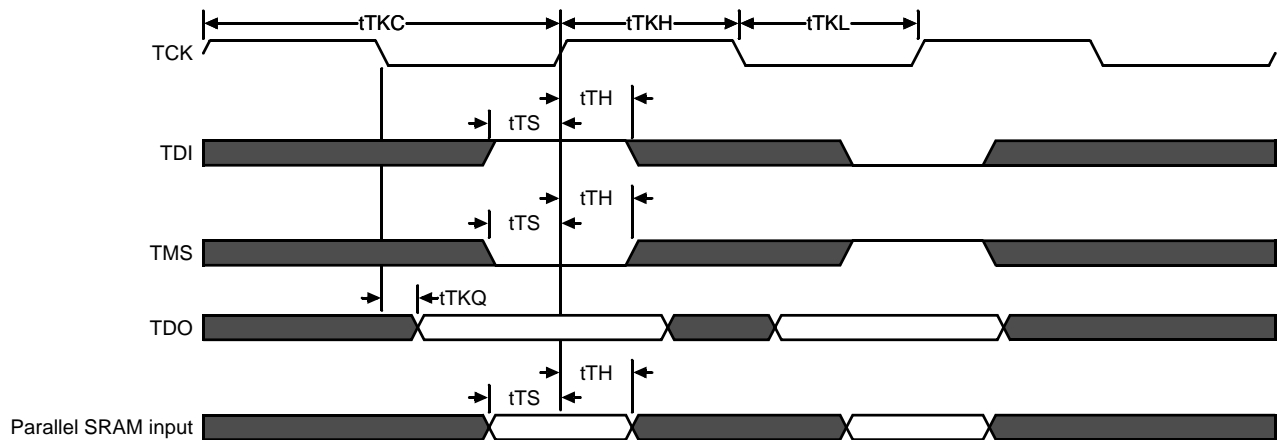 tTKC tTKH tTKL
TCK
tTH
tTS
TDI
tTH
tTS
TMS
tTKQ
TDO
tTH
tTS
Parallel SRAM input